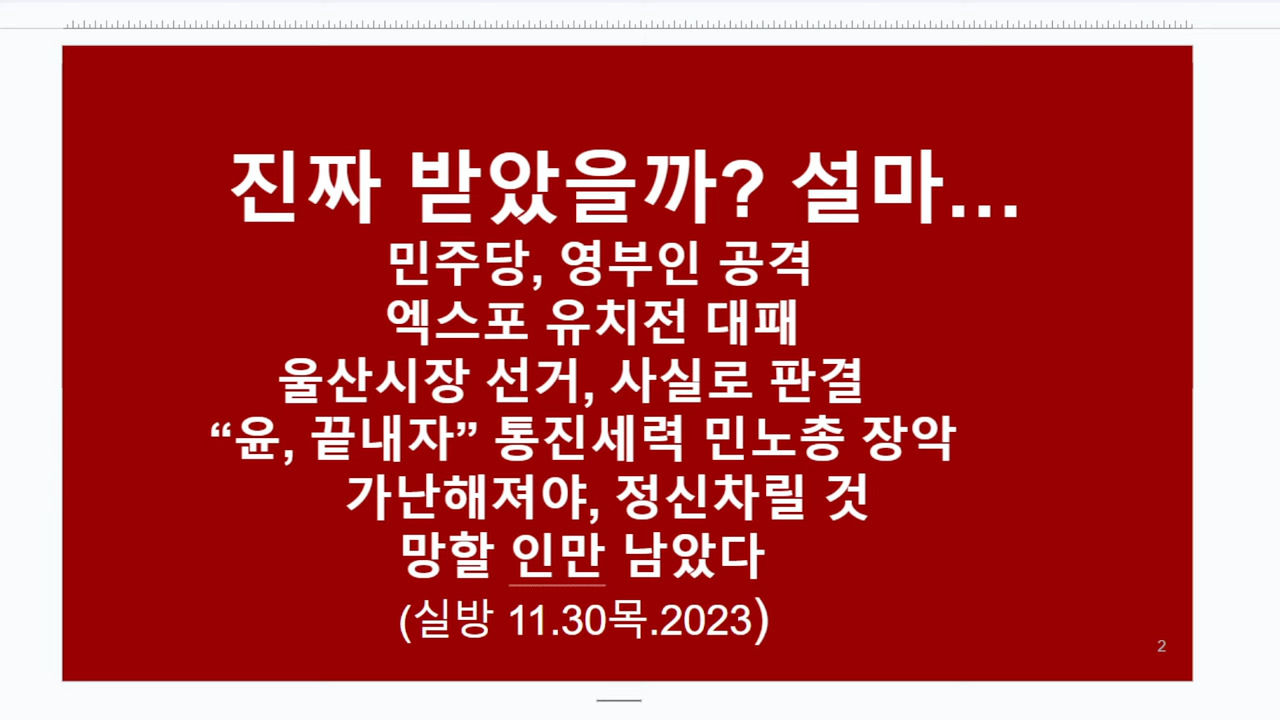 진짜 받았을까? 설마...
민주당, 영부인 공격
엑스포 유치전 대패
울산시장 선거, 사실로 판결
“윤, 끝내자” 통진세력 민노총 장악
가난해져야, 정신차릴 것
망할 인만 남았다
(실방 11.30목.2023)
2